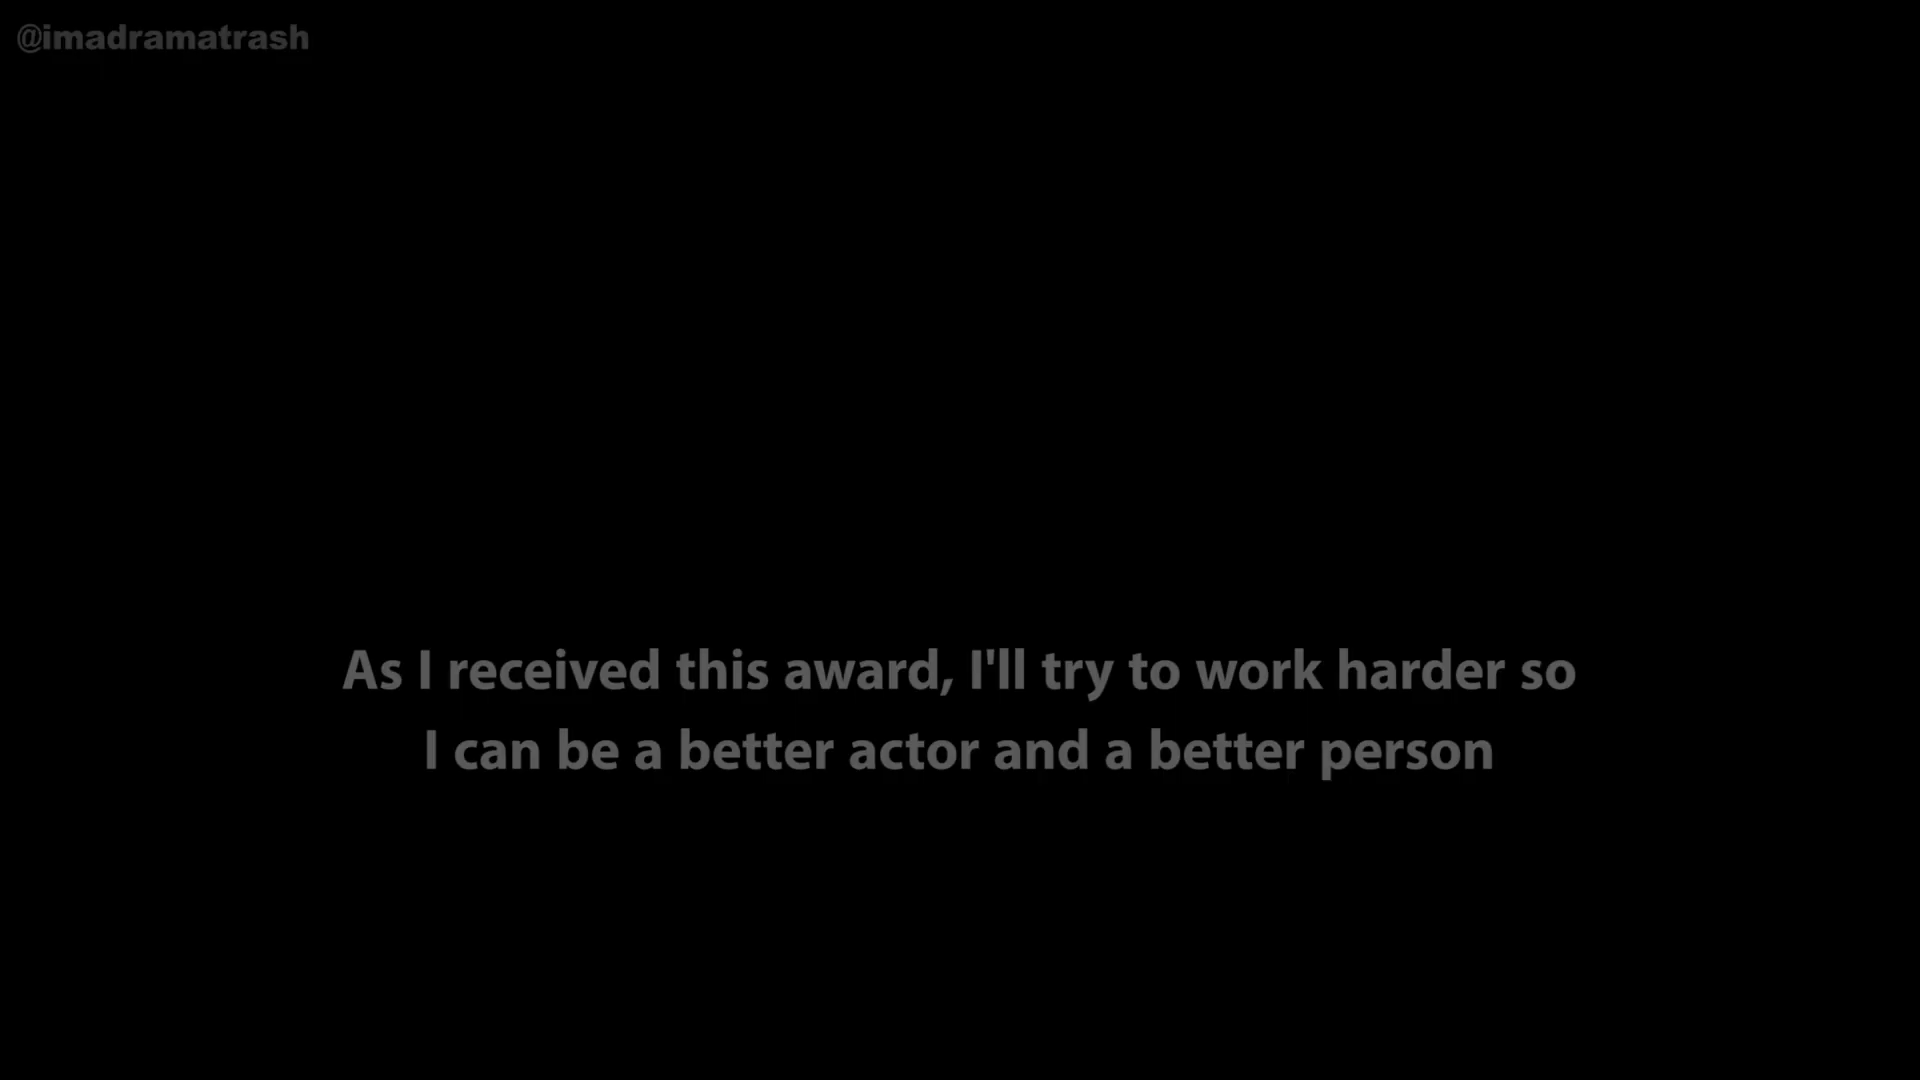 @imadramatrash
As I received this award, I'll try to work harder so
I can be a better actor and a better person